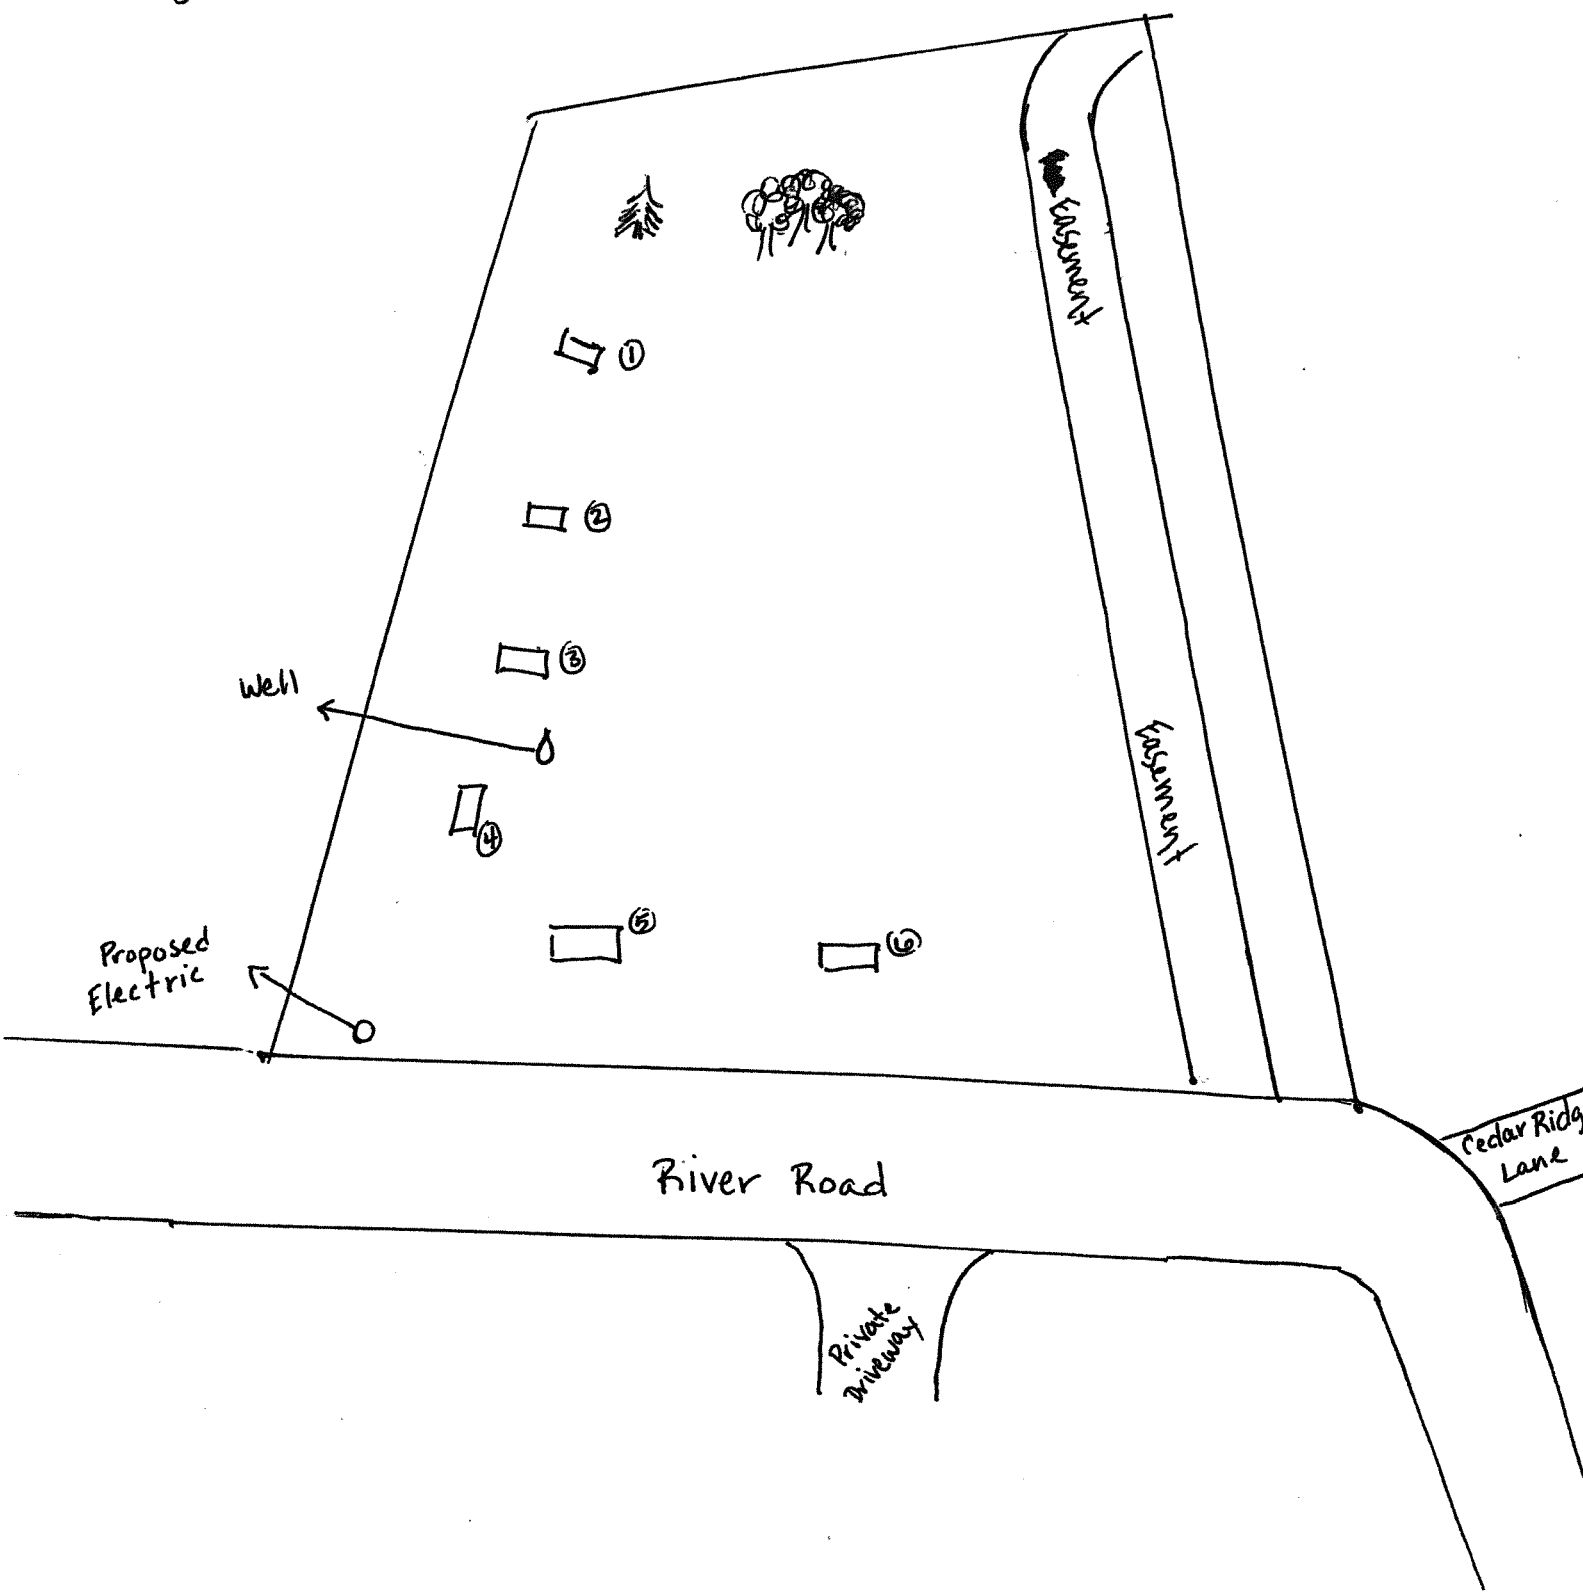 Easement
①
②
③
Well
④
Easement
⑤
⑥
Proposed
Electric
River Road
Cedar Ridg
Lane
Private
Driveway